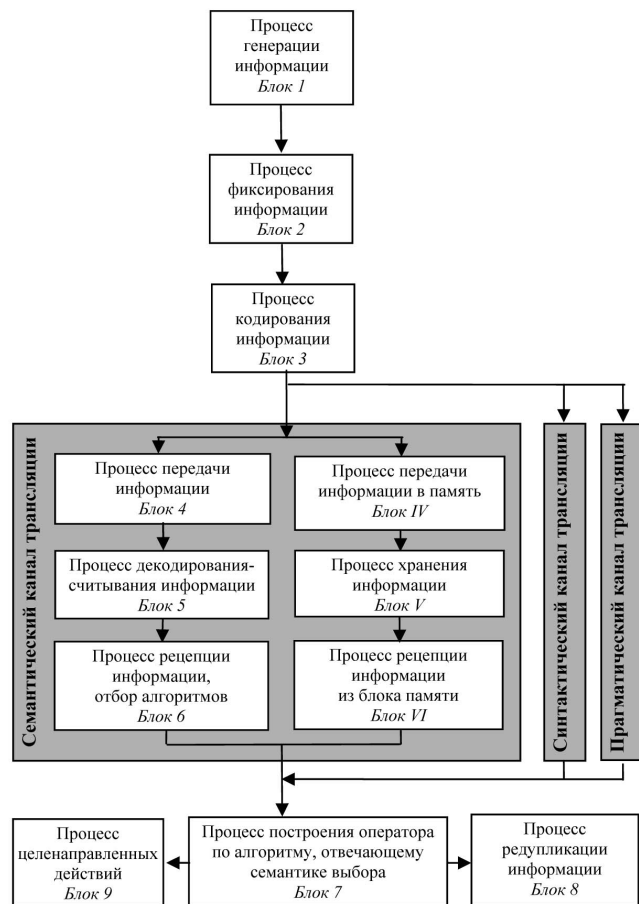 Процесс
генерации
информации
Блок 1
Процесс
фиксирования
информации
Блок 2
Процесс
кодирования
информации
Блок 3
Семантический канал трансляции
Процесс передачи
информации
Блок 4
Процесс декодирования-
считывания информации
Блок 5
Процесс рецепции
информации,
отбор алгоритмов
Блок 6
Процесс передачи
информации в память
Блок IV
Процесс хранения
информации
Блок V
Процесс рецепции
информации
из блока памяти
Блок VI
Синтактический канал трансляции
Прагматический канал трансляции
Процесс
целенаправленных
действий
Блок 9
Процесс построения оператора
по алгоритму, отвечающему
семантике выбора
Блок 7
Процесс
редупликации
информации
Блок 8